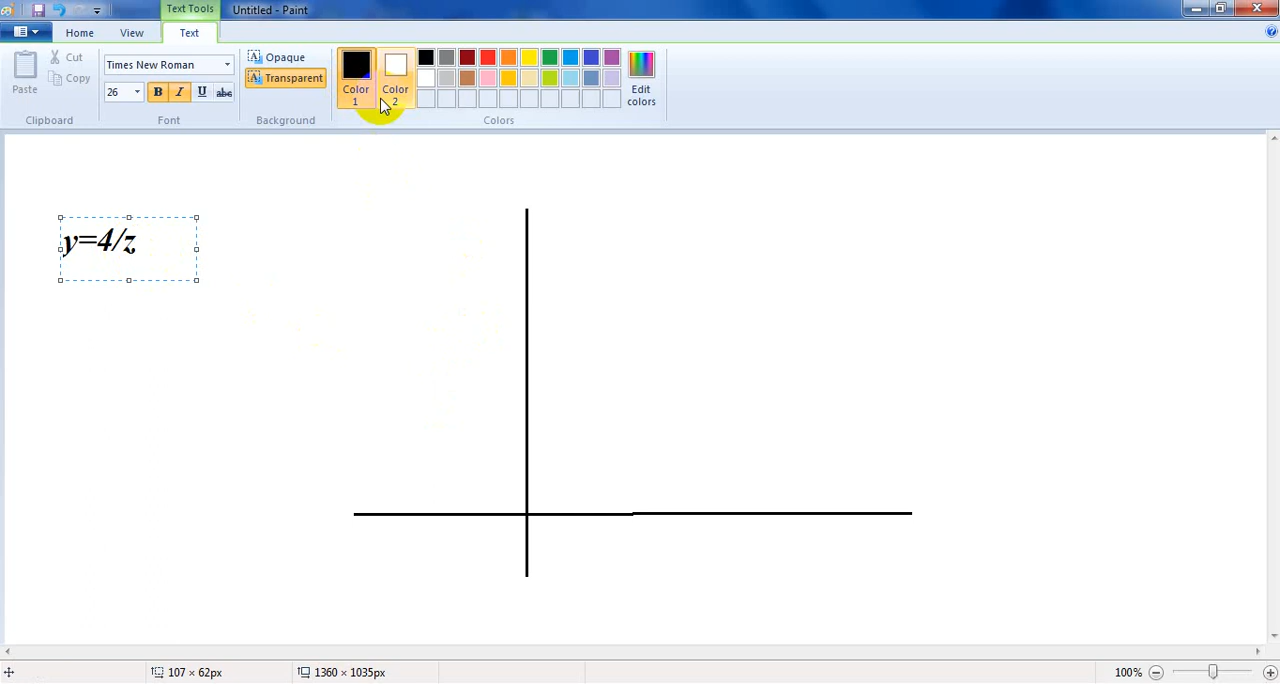 Text Tools
Untitled - Paint
Home
View
Text
Paste
Cut
Copy
Clipboard
Times New Roman
26
B
I
U
abc
Font
A
Opaque
A
Transparent
Background
Color
1
Color
2
Edit
colors
Colors
y=4/z
107 × 62px
1360 × 1035px
100%